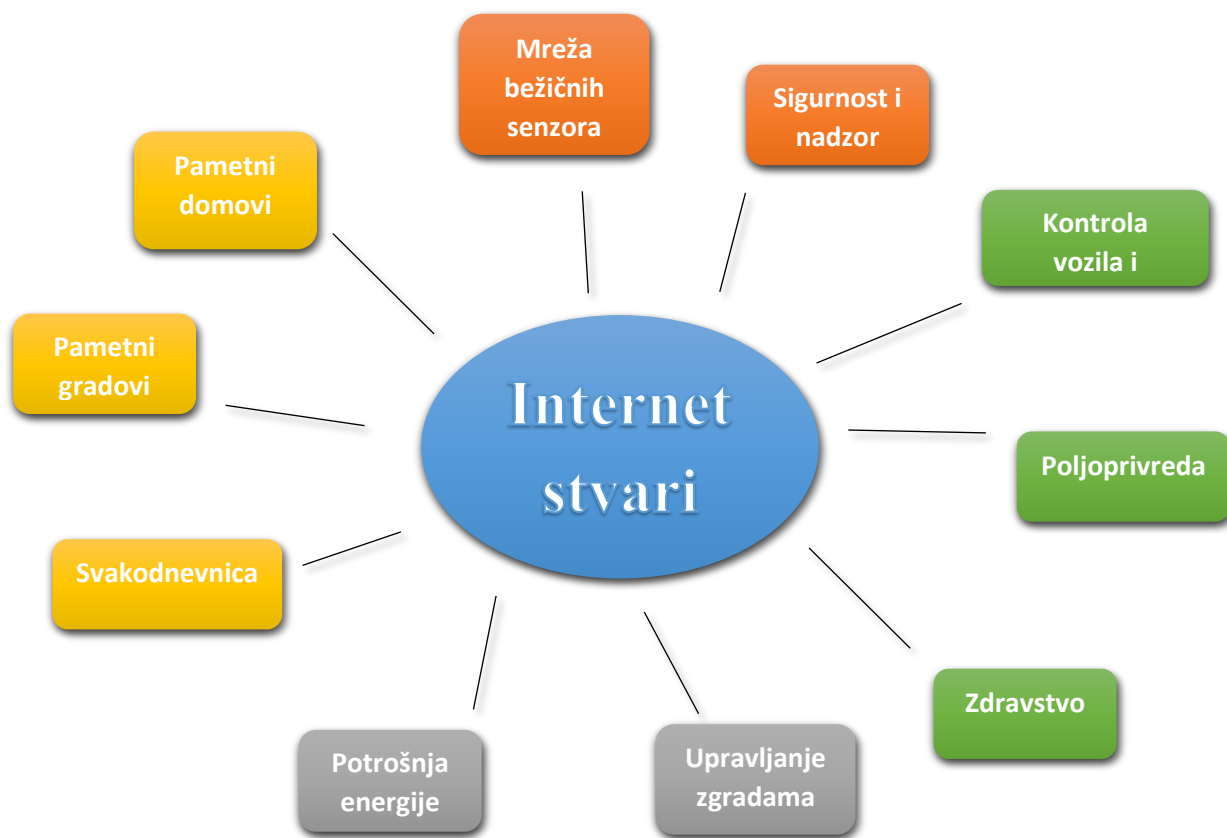 Mreža
bežičnih
senzora
Sigurnost i
nadzor
Pametni
domovi
Kontrola
vozila i
Pametni
gradovi
Internet
stvari
Poljoprivreda
Svakodnevnica
Zdravstvo
Potrošnja
energije
Upravljanje
zgradama